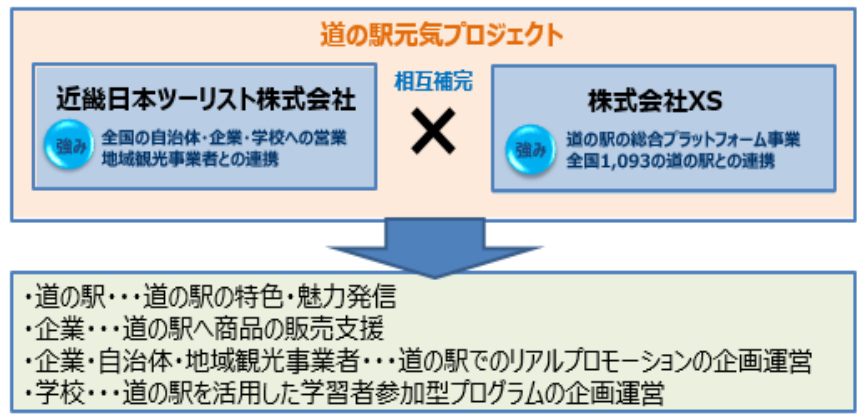 道の駅元気プロジェクト
近畿日本ツーリスト株式会社
強み
全国の自治体・企業・学校への営業
地域観光事業者との連携
相互補完
×
株式会社XS
強み
道の駅の総合プラットフォーム事業
全国1,093の道の駅との連携
・道の駅・・・道の駅の特色・魅力発信
・企業・・・道の駅へ商品の販売支援
・企業・自治体・地域観光事業者・・・道の駅でのリアルプロモーションの企画運営
・学校・・・道の駅を活用した学習者参加型プログラムの企画運営